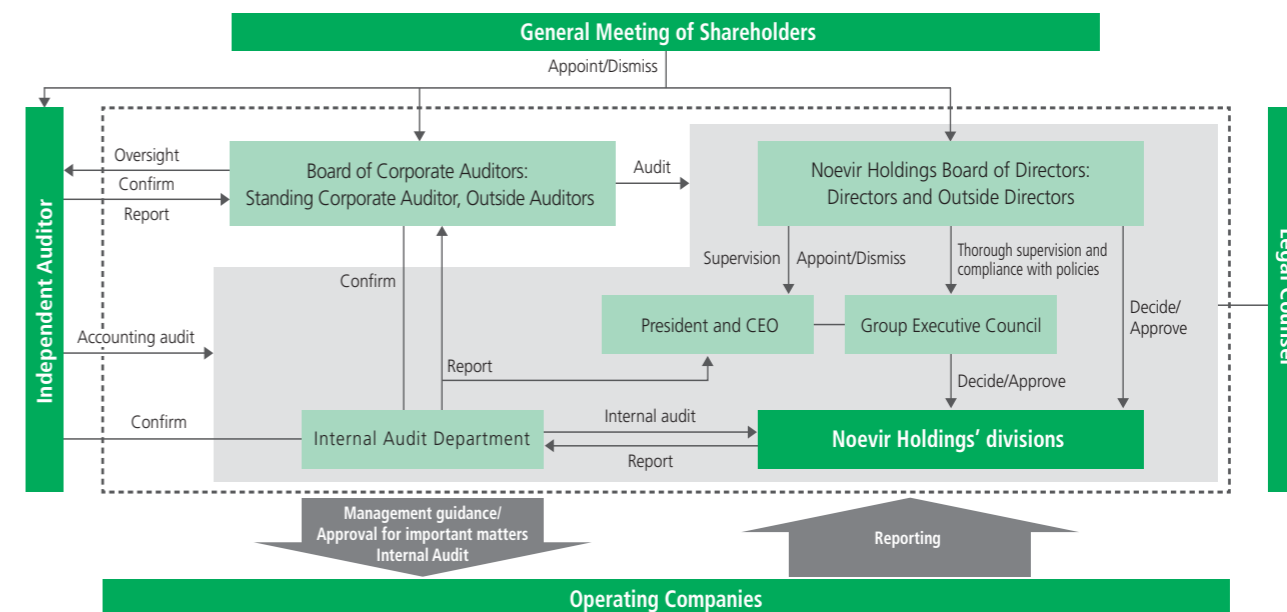 General Meeting of Shareholders
Appoint/Dismiss
Independent Auditor
Oversight
Confirm
Report
Board of Corporate Auditors:
Standing Corporate Auditor, Outside Auditors
Audit
Noevir Holdings Board of Directors:
Directors and Outside Directors
Legal Counsel
Supervision
Appoint/Dismiss
Thorough supervision and
compliance with policies
Confirm
Decide/
Approve
President and CEO
Group Executive Council
Accounting audit
Report
Decide/Approve
Confirm
Internal Audit Department
Internal audit
Report
Noevir Holdings’ divisions
Management guidance/
Approval for important matters
Internal Audit
Reporting
Operating Companies